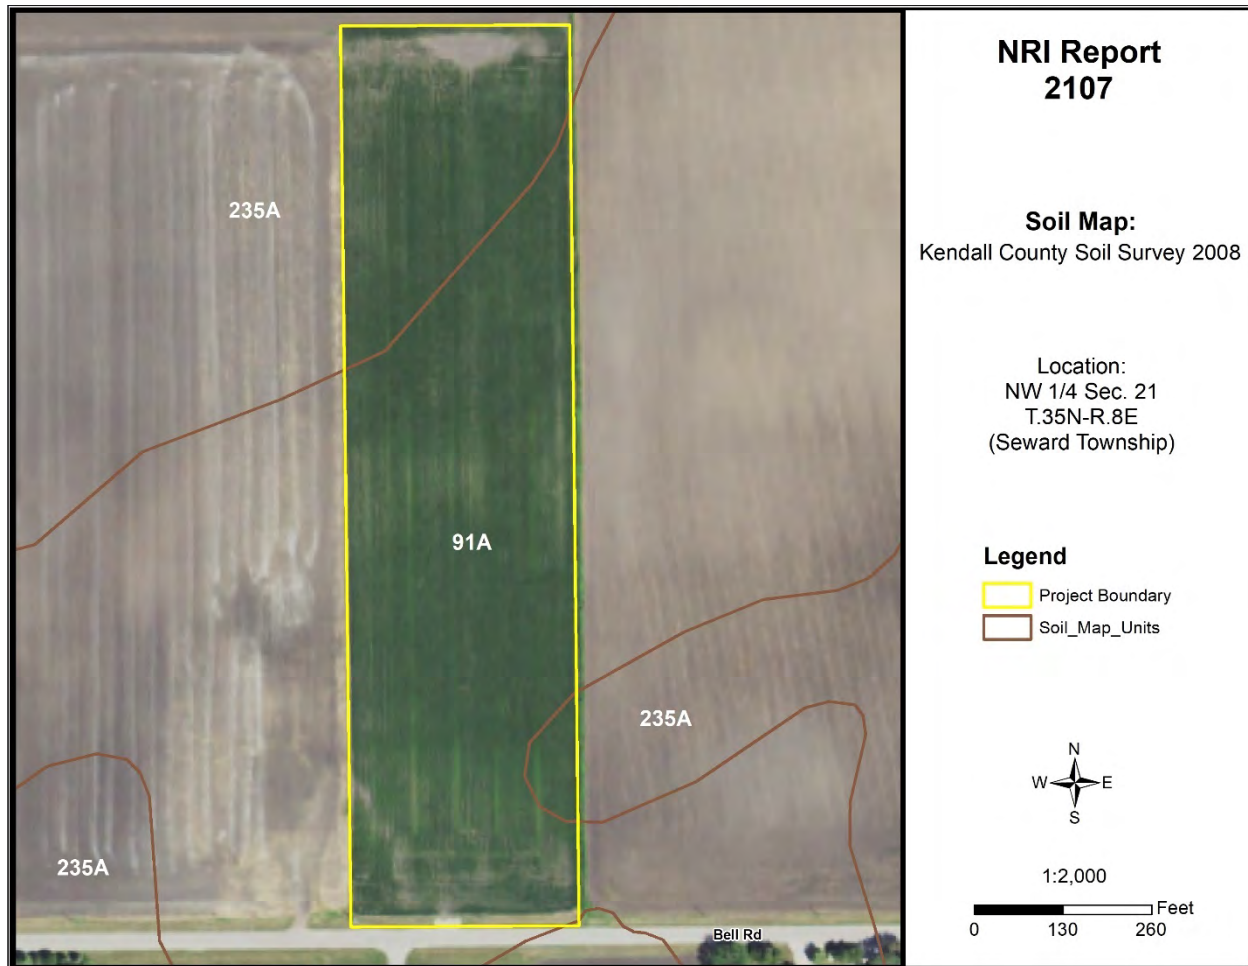 NRI Report
2107
Soil Map:
Kendall County Soil Survey 2008
Location:
NW 1/4 Sec. 21
T.35N-R.8E
(Seward Township)
Legend
Project Boundary
Soil_Map_Units
N
W E
S
1:2,000
Feet
0 130 260
235A
91A
235A
235A
Bell Rd